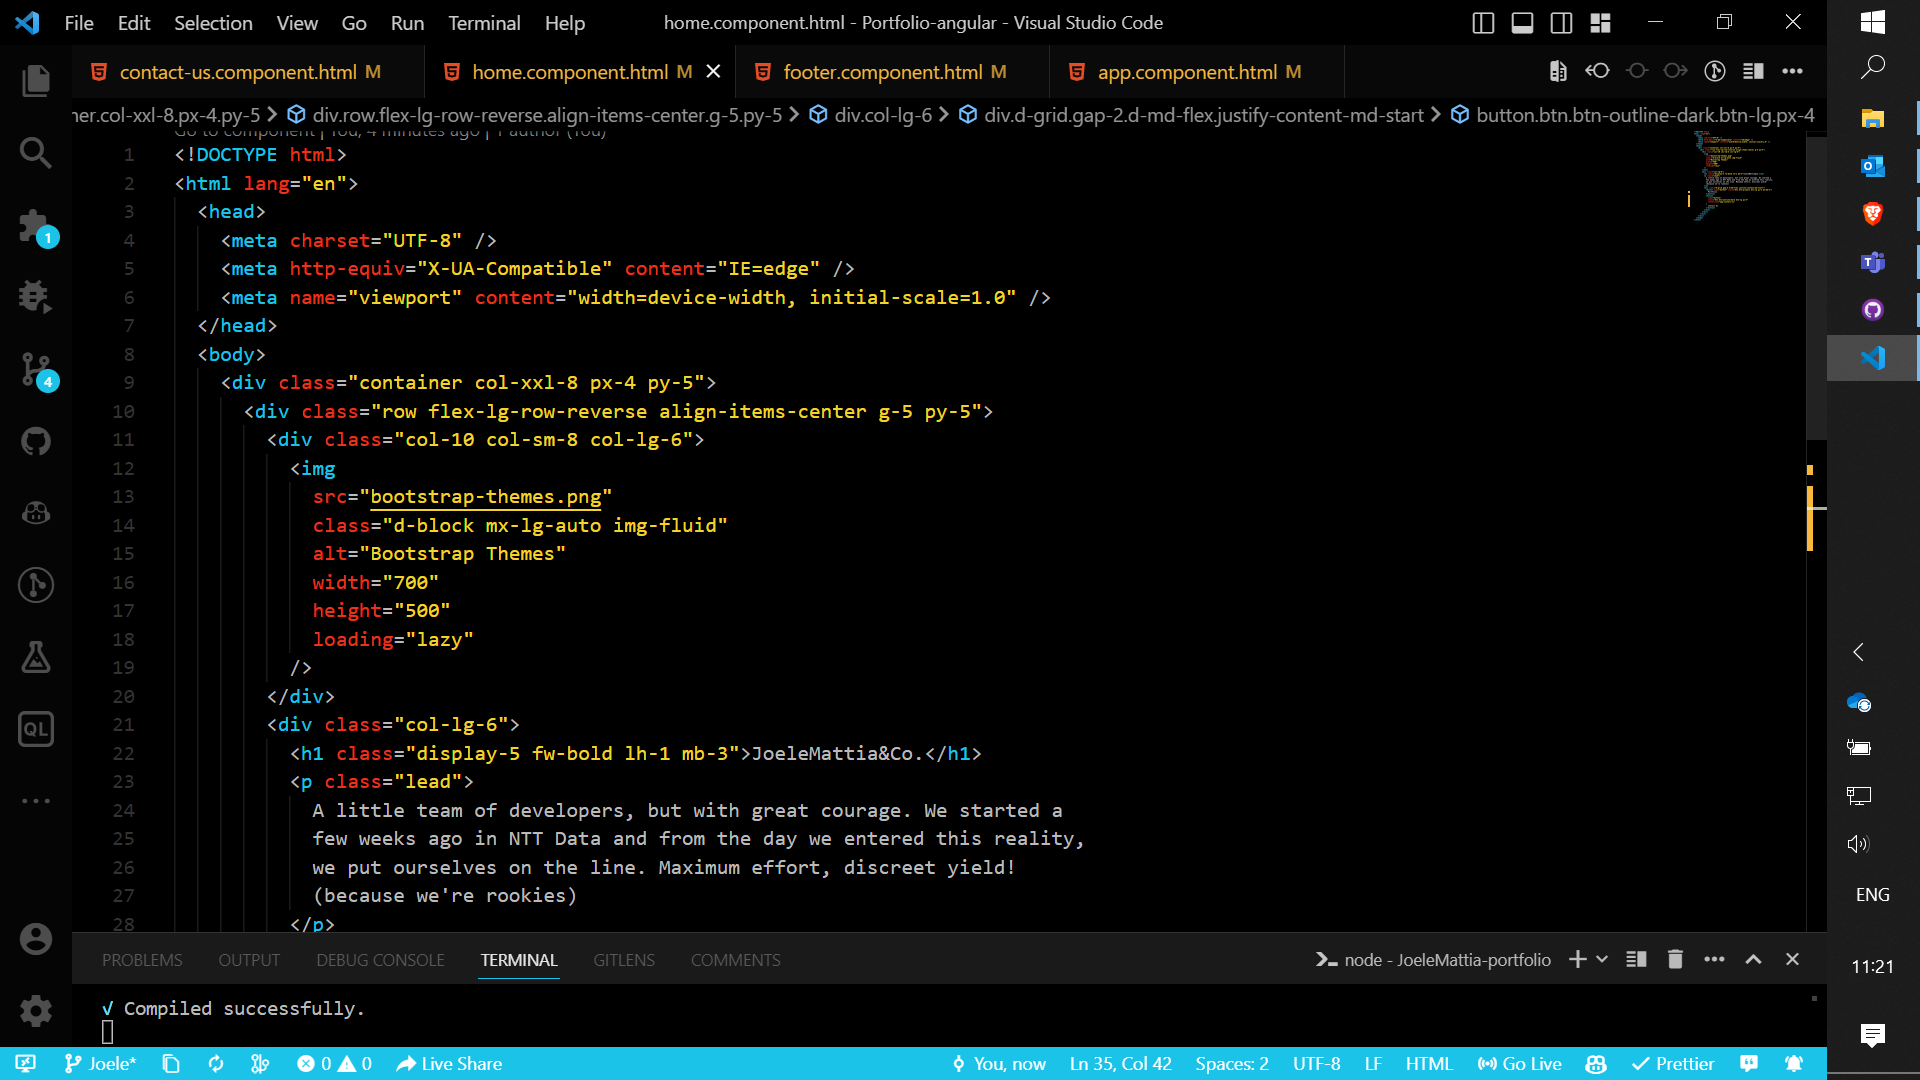 File Edit Selection View Go Run Terminal Help
home.component.html - Portfolio-angular - Visual Studio Code
contact-us.component.html M
home.component.html M
footer.component.html M
app.component.html M
ner.col-xxl-8.px-4.py-5 > div.row.flex-lg-row-reverse.align-items-center.g-5.py-5 > div.col-lg-6 > div.d-grid.gap-2.d-md-flex.justify-content-md-start > button.btn.btn-outline-dark.btn-lg.px-4
Go to component | You, 4 minutes ago | 1 author (You)
1 <!DOCTYPE html>
2 <html lang="en">
3 <head>
4 <meta charset="UTF-8" />
5 <meta http-equiv="X-UA-Compatible" content="IE=edge" />
6 <meta name="viewport" content="width=device-width, initial-scale=1.0" />
7 </head>
8 <body>
9 <div class="container col-xxl-8 px-4 py-5">
10 <div class="row flex-lg-row-reverse align-items-center g-5 py-5">
11 <div class="col-10 col-sm-8 col-lg-6">
12 <img
13 src="bootstrap-themes.png"
14 class="d-block mx-lg-auto img-fluid"
15 alt="Bootstrap Themes"
16 width="700"
17 height="500"
18 loading="lazy"
19 />
20 </div>
21 <div class="col-lg-6">
22 <h1 class="display-5 fw-bold lh-1 mb-3">JoeleMattia&Co.</h1>
23 <p class="lead">
24 A little team of developers, but with great courage. We started a
25 few weeks ago in NTT Data and from the day we entered this reality,
26 we put ourselves on the line. Maximum effort, discreet yield!
27 (because we're rookies)
28 </p>
1
4
QL
PROBLEMS OUTPUT DEBUG CONSOLE TERMINAL GITLENS COMMENTS
node - JoeleMattia-portfolio
√ Compiled successfully.
Joele* 0 0 Live Share
You, now Ln 35, Col 42 Spaces: 2 UTF-8 LF HTML Go Live Prettier
ENG
11:21